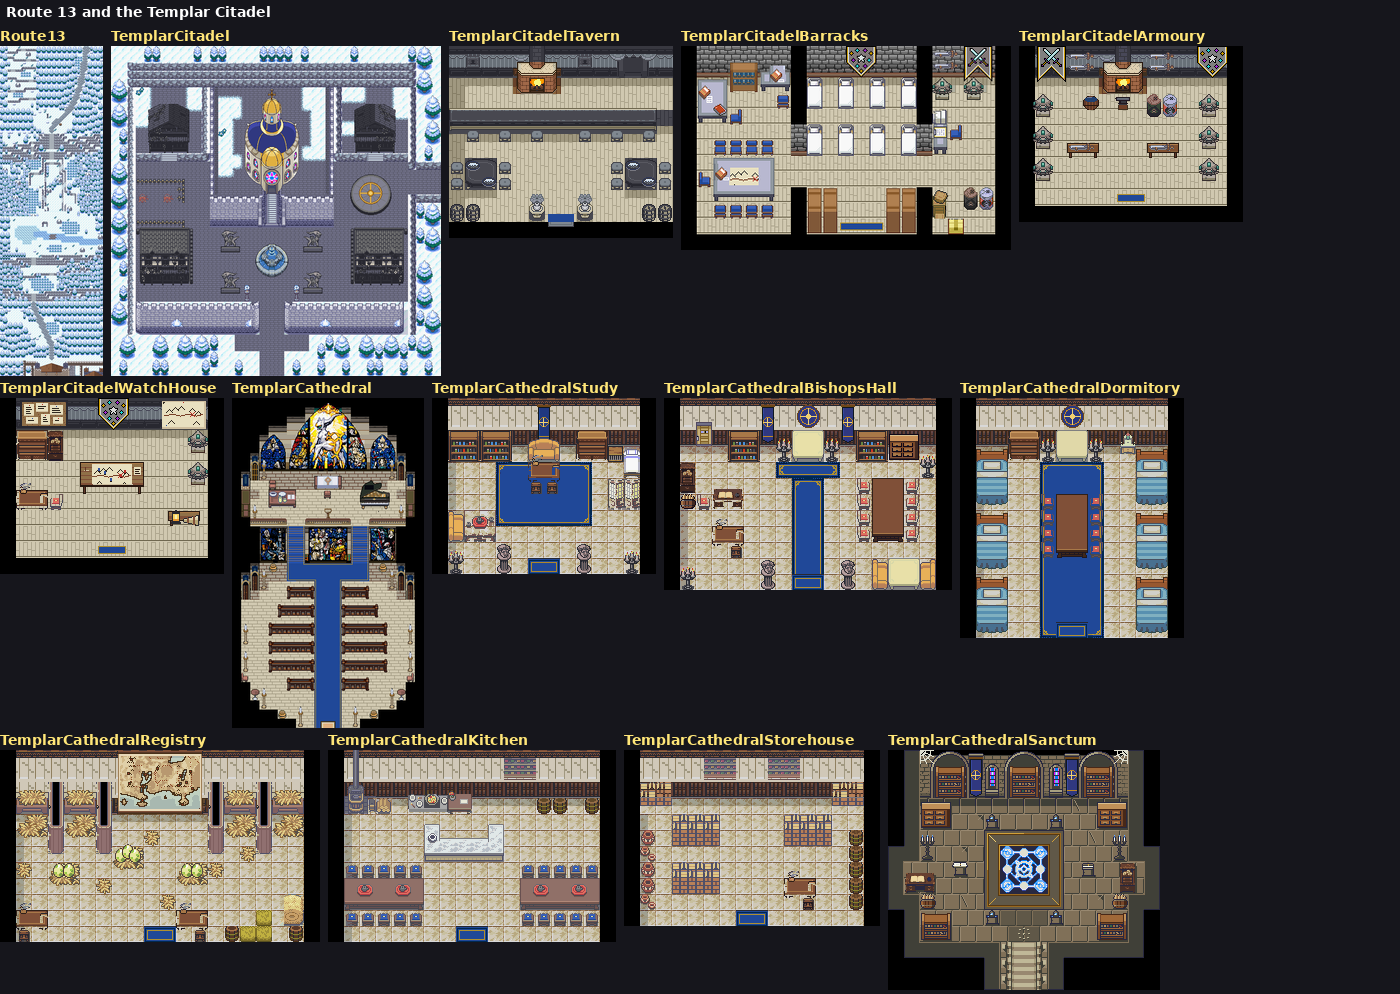 Route 13 and the Templar Citadel
Route13
TemplarCitadel
TemplarCitadelTavern
TemplarCitadelBarracks
TemplarCitadelArmoury
TemplarCitadelWatchHouse
TemplarCathedral
TemplarCathedralStudy
TemplarCathedralBishopsHall
TemplarCathedralDormitory
TemplarCathedralRegistry
TemplarCathedralKitchen
TemplarCathedralStorehouse
TemplarCathedralSanctum